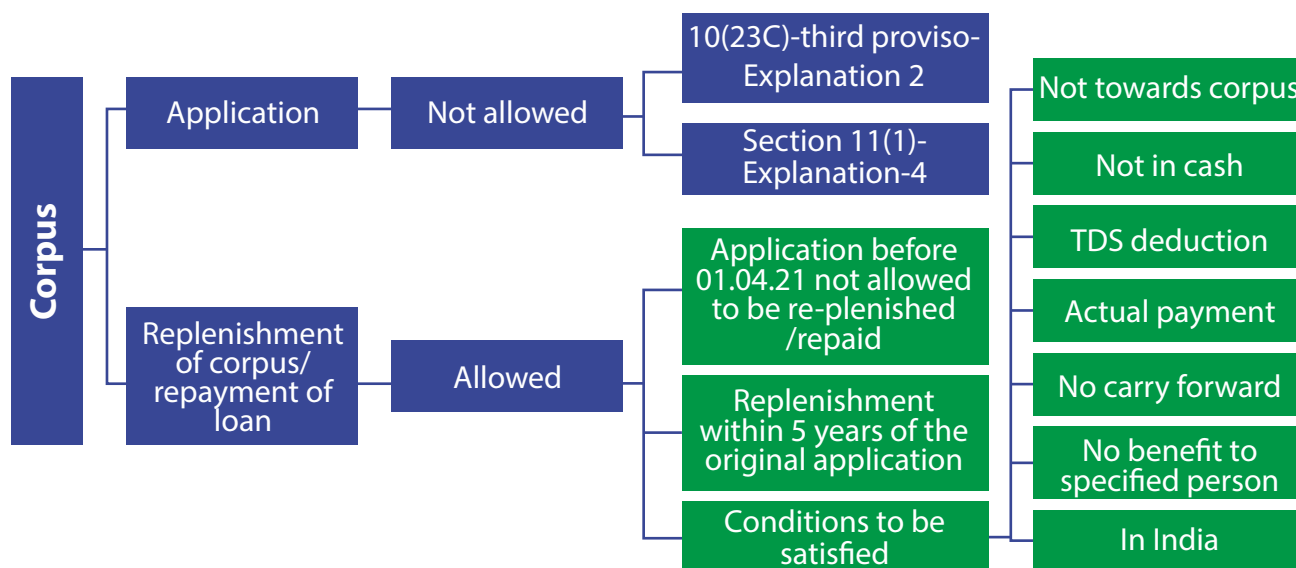 Corpus
Application
Not allowed
10(23C)-third proviso-
Explanation 2
Section 11(1)-
Explanation-4
Replenishment
of corpus/
repayment of
loan
Allowed
Application before
01.04.21 not allowed
to be re-plenished
/repaid
Replenishment
within 5 years of the
original application
Conditions to be
satisfied
Not towards corpus
Not in cash
TDS deduction
Actual payment
No carry forward
No benefit to
specified person
In India